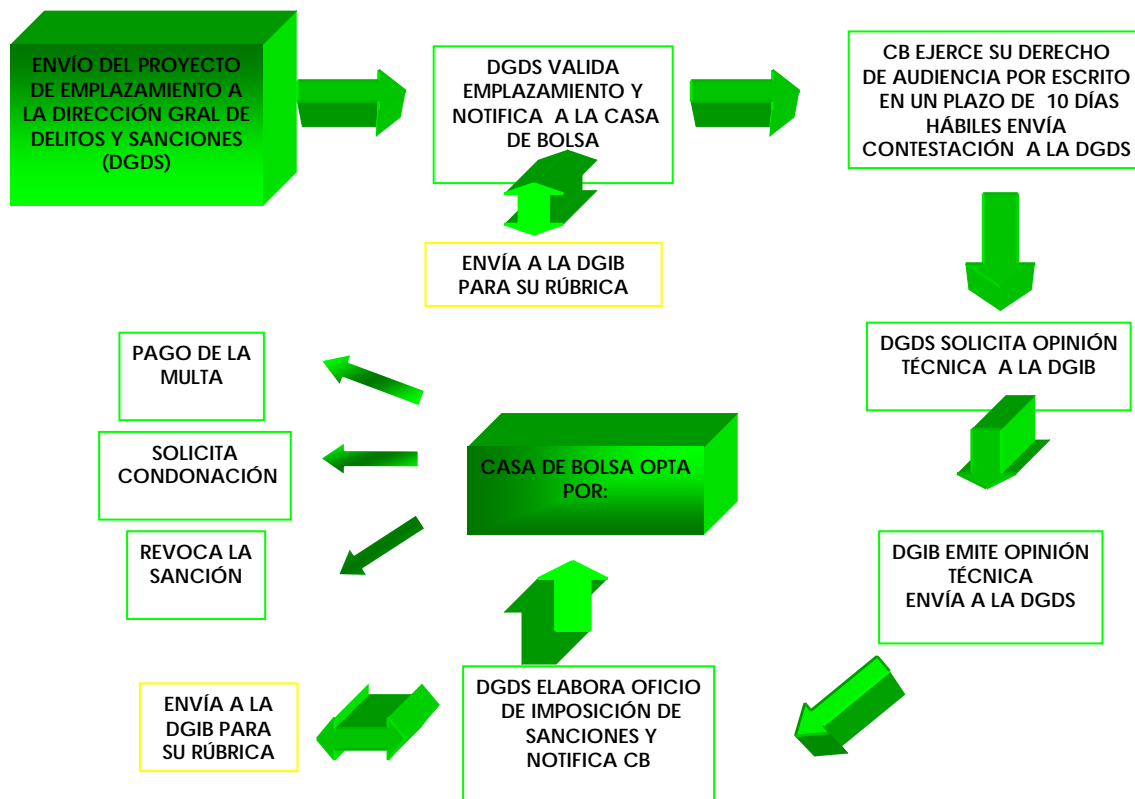 ENVÍO DEL PROYECTO
DE EMPLAZAMIENTO A
LA DIRECCIÓN GRAL DE
DELITOS Y SANCIONES
(DGDS)
DGDS VALIDA
EMPLAZAMIENTO Y
NOTIFICA A LA CASA
DE BOLSA
CB EJERCE SU DERECHO
DE AUDIENCIA POR ESCRITO
EN UN PLAZO DE 10 DÍAS
HÁBILES ENVÍA
CONTESTACIÓN A LA DGDS
ENVÍA A LA DGIB
PARA SU RÚBRICA
DGDS SOLICITA OPINIÓN
TÉCNICA A LA DGIB
DGIB EMITE OPINIÓN
TÉCNICA
ENVÍA A LA DGDS
DGDS ELABORA OFICIO
DE IMPOSICIÓN DE
SANCIONES Y
NOTIFICA CB
ENVÍA A LA
DGIB PARA
SU RÚBRICA
CASA DE BOLSA OPTA
POR:
PAGO DE LA
MULTA
SOLICITA
CONDONACIÓN
REVOCA LA
SANCIÓN